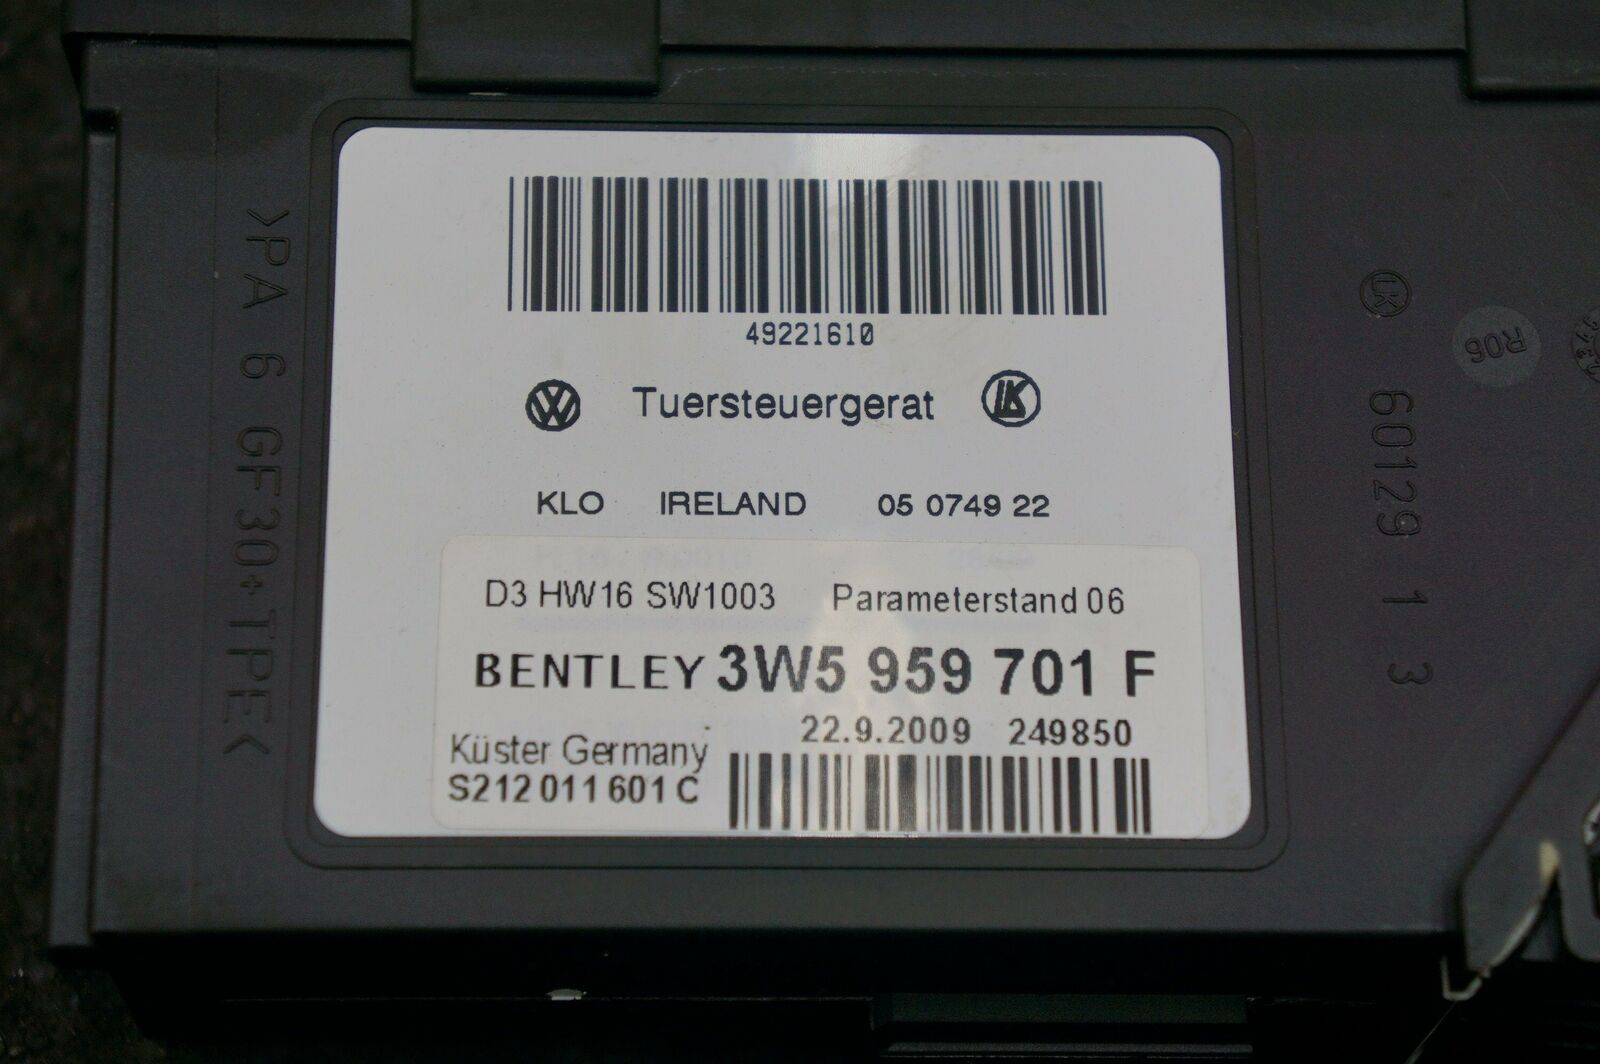 49221610
Tuersteuergerat
KLO IRELAND 05 0749 22
D3 HW16 SW1003 Parameterstand 06
BENTLEY 3W5 959 701 F
22.9.2009 249850
Küster Germany
S212 011 601 C
>PA 6 GF30+TPE<
LK 60129 1 3
R06